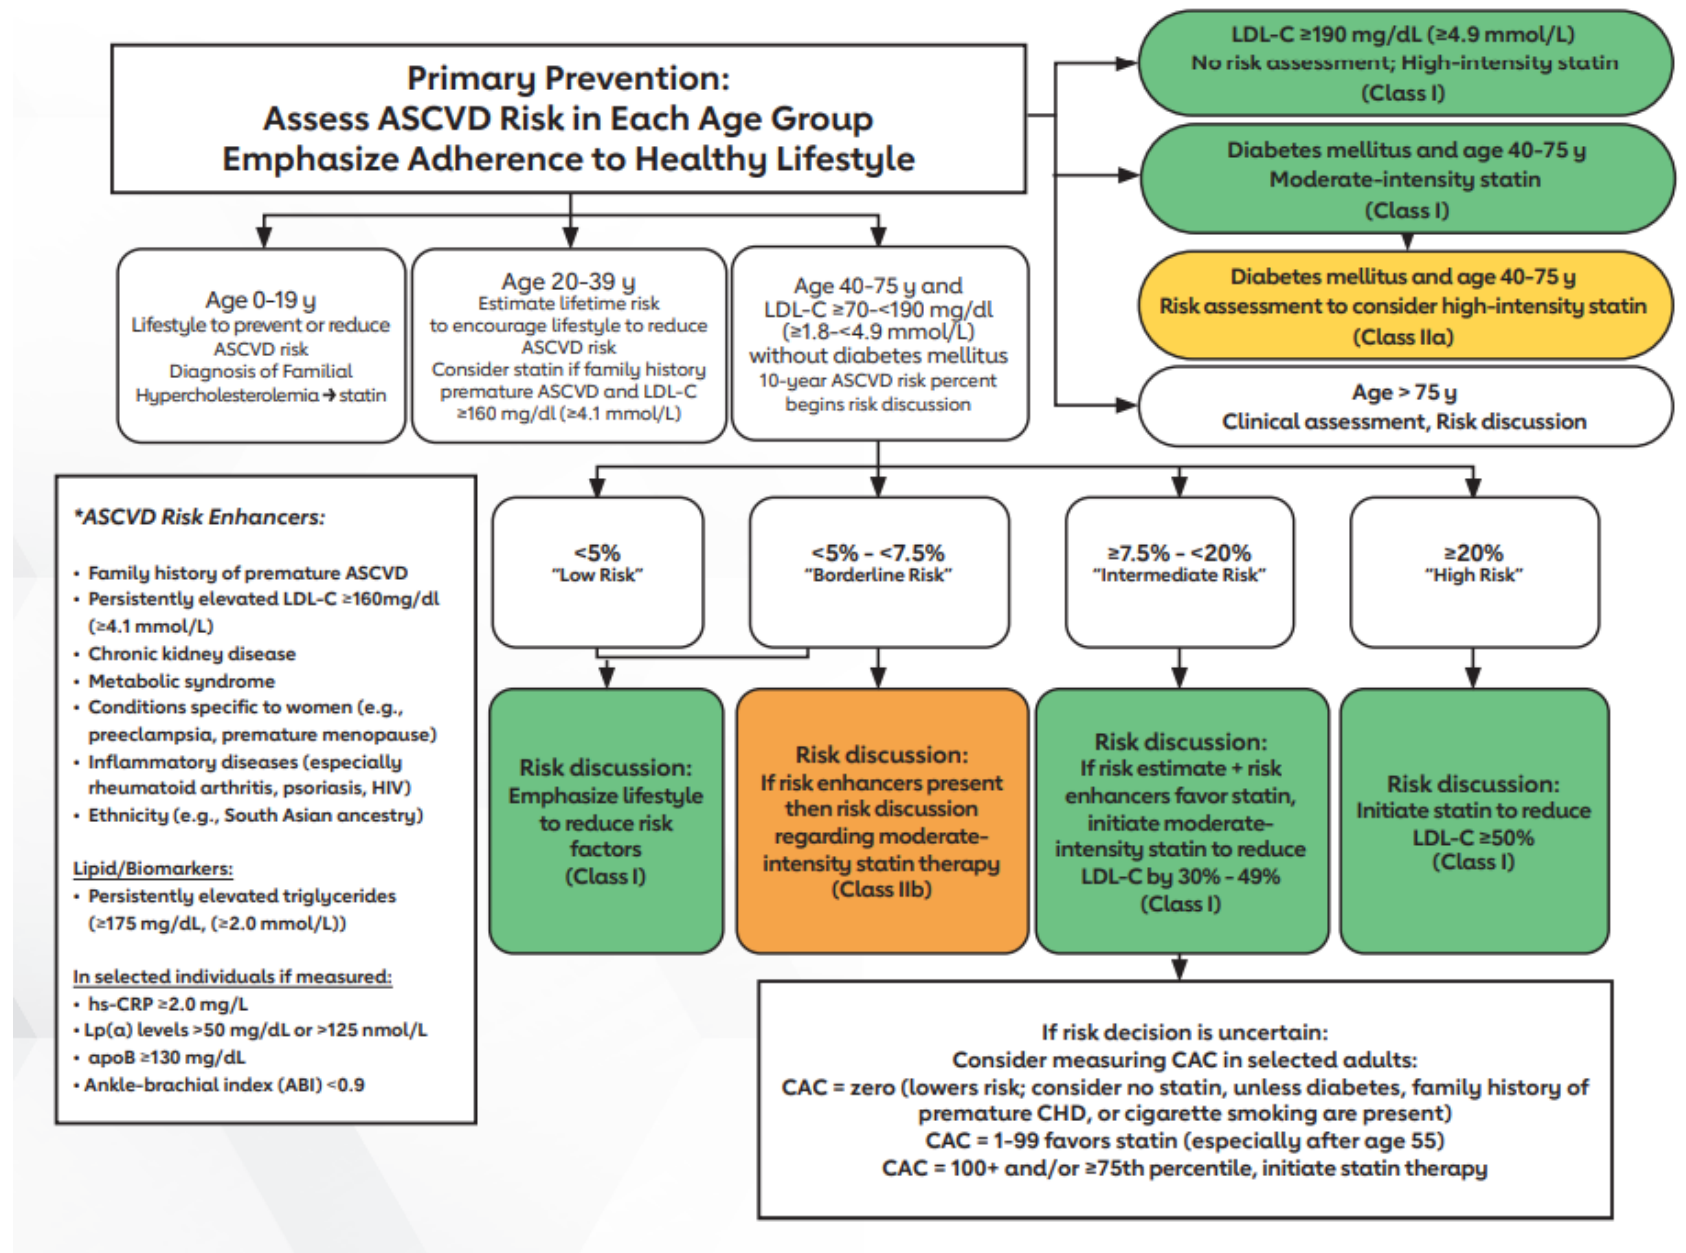 Primary Prevention:
Assess ASCVD Risk in Each Age Group
Emphasize Adherence to Healthy Lifestyle
LDL-C ≥190 mg/dL (≥4.9 mmol/L)
No risk assessment; High-intensity statin
(Class I)
Diabetes mellitus and age 40-75 y
Moderate-intensity statin
(Class I)
Diabetes mellitus and age 40-75 y
Risk assessment to consider high-intensity statin
(Class IIa)
Age > 75 y
Clinical assessment, Risk discussion
Age 0-19 y
Lifestyle to prevent or reduce
ASCVD risk
Diagnosis of Familial
Hypercholesterolemia → statin
Age 20-39 y
Estimate lifetime risk
to encourage lifestyle to reduce
ASCVD risk
Consider statin if family history
premature ASCVD and LDL-C
≥160 mg/dl (≥4.1 mmol/L)
Age 40-75 y and
LDL-C ≥70-<190 mg/dl
(≥1.8-<4.9 mmol/L)
without diabetes mellitus
10-year ASCVD risk percent
begins risk discussion
*ASCVD Risk Enhancers:
• Family history of premature ASCVD
• Persistently elevated LDL-C ≥160mg/dl
(≥4.1 mmol/L)
• Chronic kidney disease
• Metabolic syndrome
• Conditions specific to women (e.g.,
preeclampsia, premature menopause)
• Inflammatory diseases (especially
rheumatoid arthritis, psoriasis, HIV)
• Ethnicity (e.g., South Asian ancestry)
Lipid/Biomarkers:
• Persistently elevated triglycerides
(≥175 mg/dL, (≥2.0 mmol/L))
In selected individuals if measured:
• hs-CRP ≥2.0 mg/L
• Lp(a) levels >50 mg/dL or >125 nmol/L
• apoB ≥130 mg/dL
• Ankle-brachial index (ABI) <0.9
<5%
"Low Risk"
<5% - <7.5%
"Borderline Risk"
≥7.5% - <20%
"Intermediate Risk"
≥20%
"High Risk"
Risk discussion:
Emphasize lifestyle
to reduce risk
factors
(Class I)
Risk discussion:
If risk enhancers present
then risk discussion
regarding moderate-
intensity statin therapy
(Class IIb)
Risk discussion:
If risk estimate + risk
enhancers favor statin,
initiate moderate-
intensity statin to reduce
LDL-C by 30% - 49%
(Class I)
Risk discussion:
Initiate statin to reduce
LDL-C ≥50%
(Class I)
If risk decision is uncertain:
Consider measuring CAC in selected adults:
CAC = zero (lowers risk; consider no statin, unless diabetes, family history of
premature CHD, or cigarette smoking are present)
CAC = 1-99 favors statin (especially after age 55)
CAC = 100+ and/or ≥75th percentile, initiate statin therapy